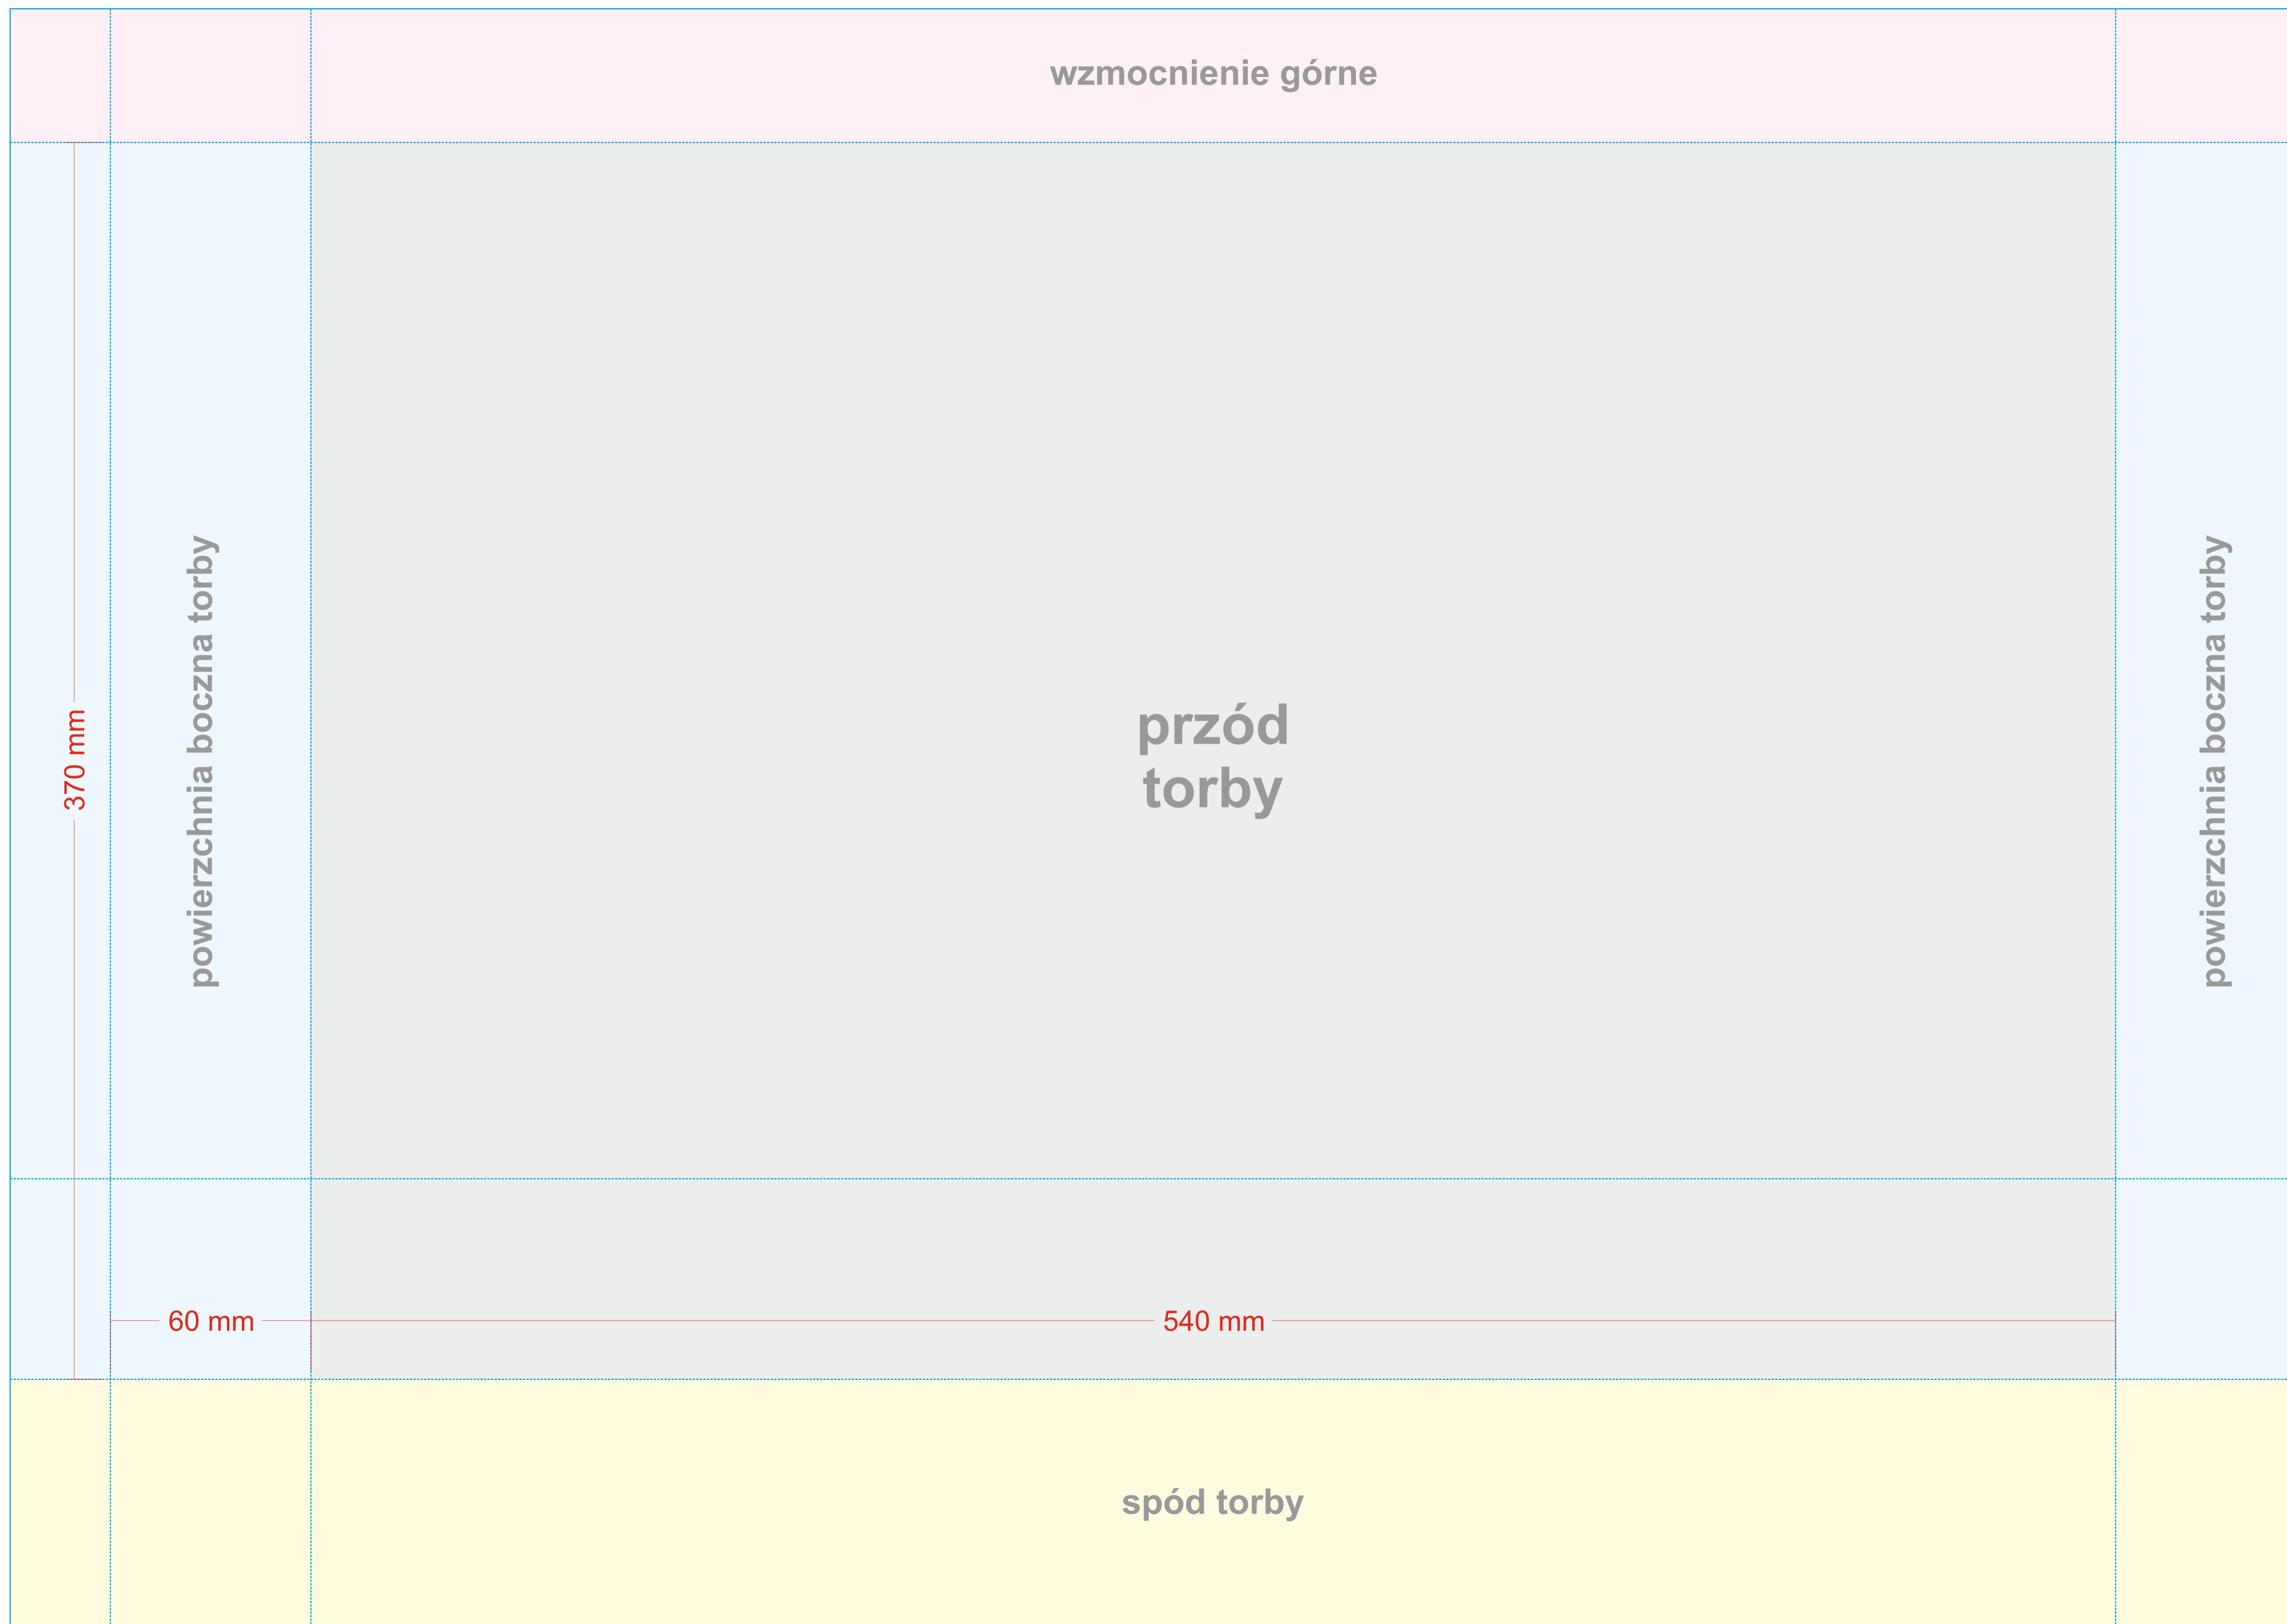 wzmocnienie górne
powierzchnia boczna torby
370 mm
przód
torby
powierzchnia boczna torby
60 mm
540 mm
spód torby